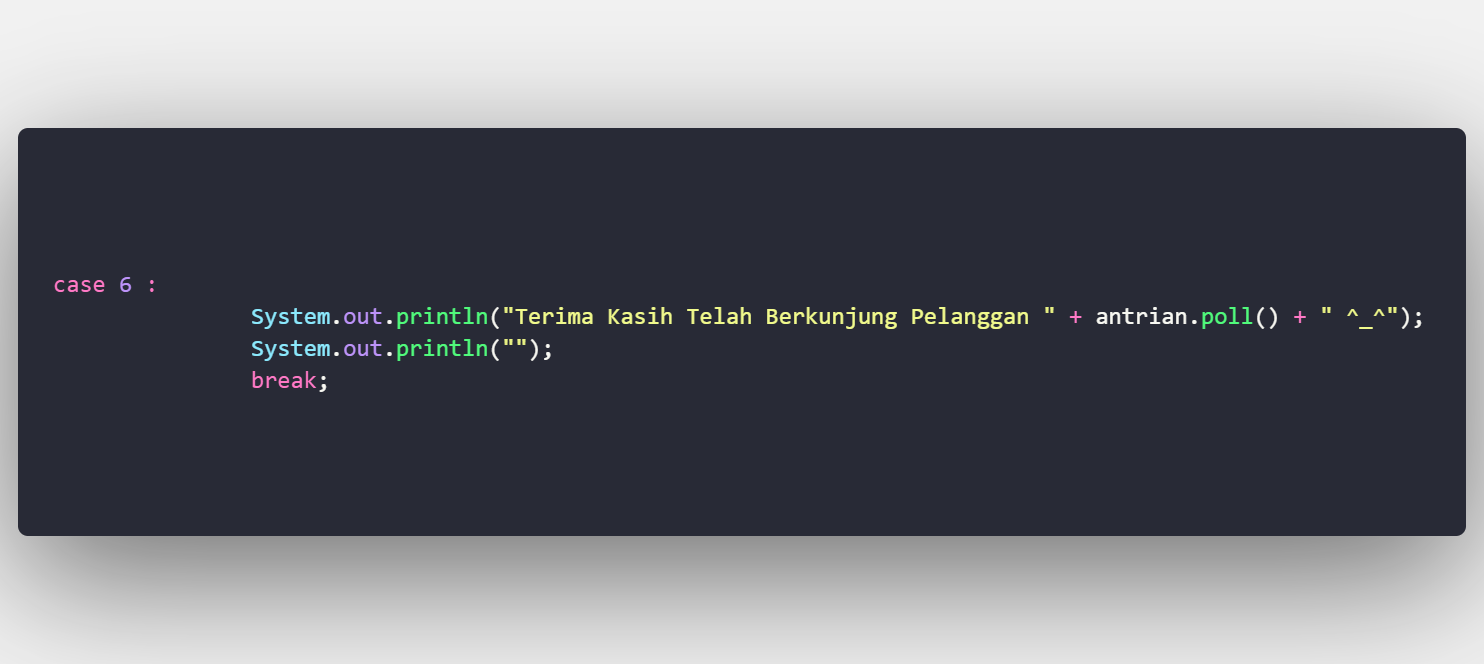 case 6 :
System.out.println("Terima Kasih Telah Berkunjung Pelanggan " + antrian.poll() + " ^_^");
System.out.println("");
break;